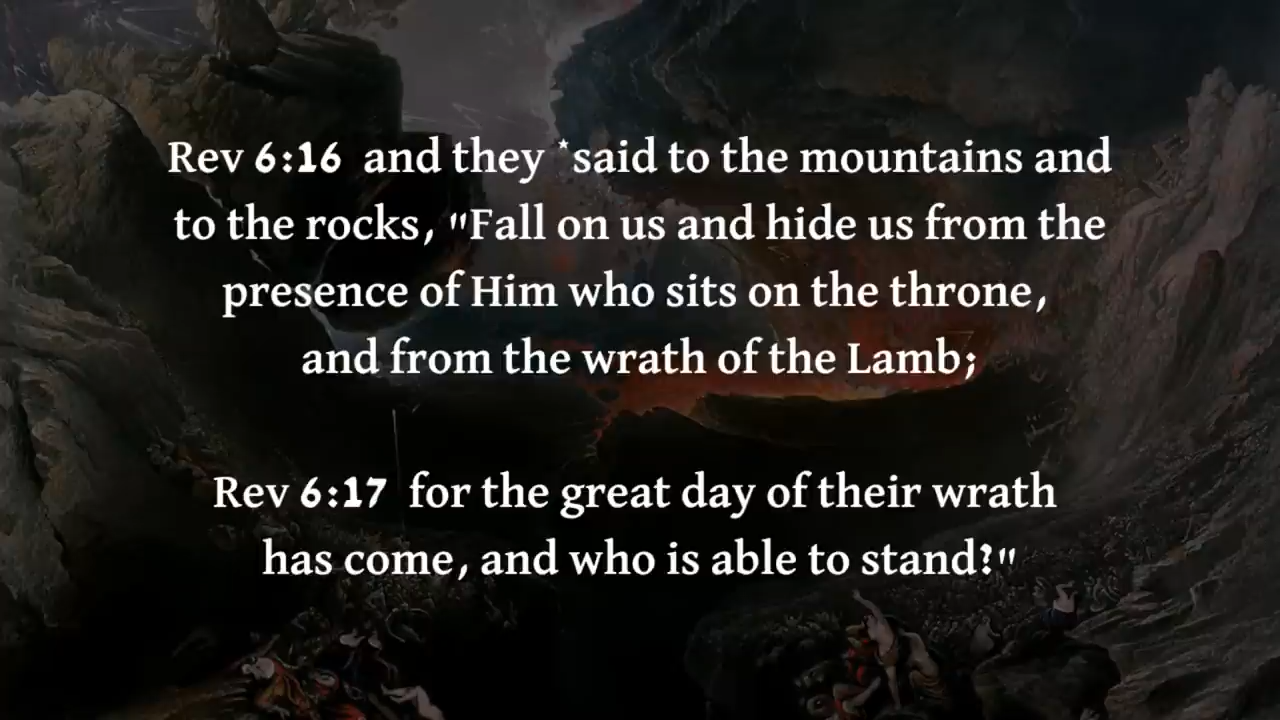 Rev 6:16 and they *said to the mountains and
to the rocks, "Fall on us and hide us from the
presence of Him who sits on the throne,
and from the wrath of the Lamb;
Rev 6:17 for the great day of their wrath
has come, and who is able to stand?"